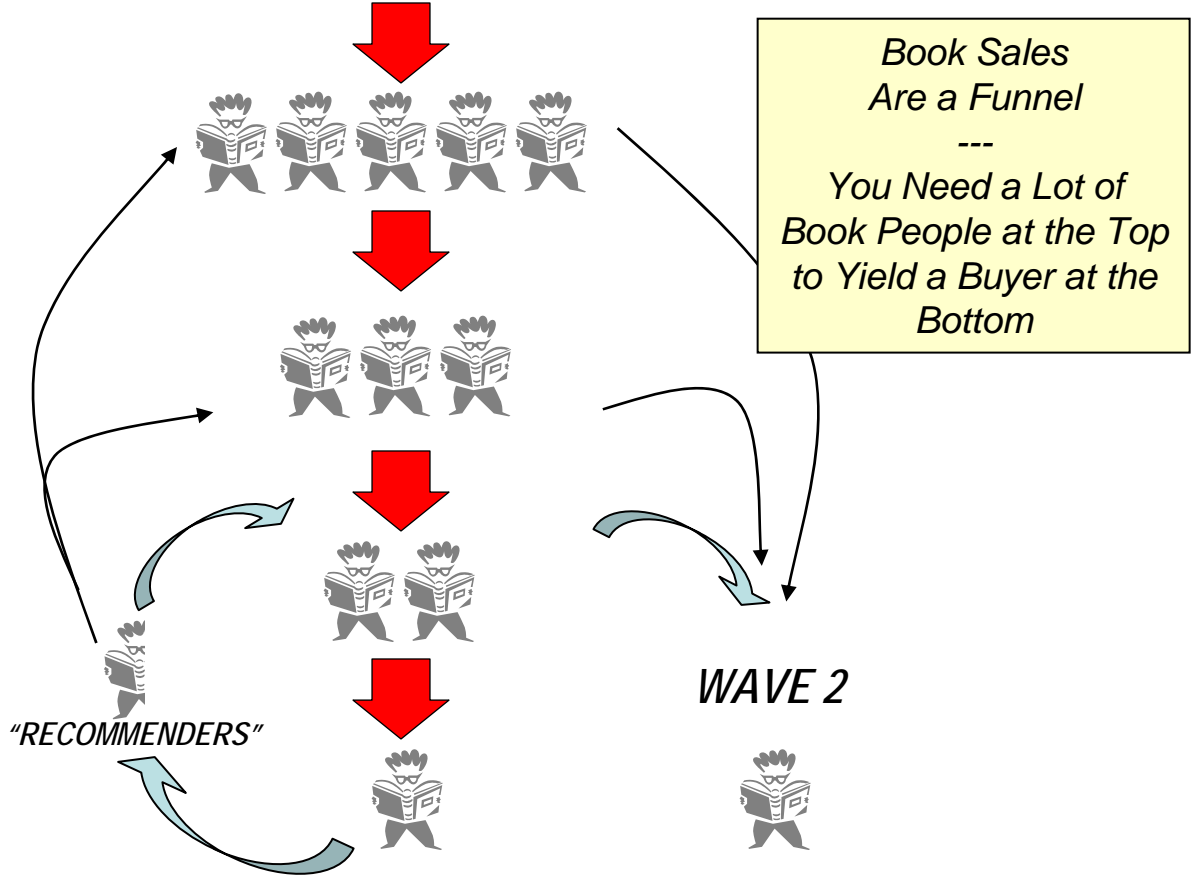 Book Sales
Are a Funnel
---
You Need a Lot of
Book People at the Top
to Yield a Buyer at the
Bottom
WAVE 2
“RECOMMENDERS”